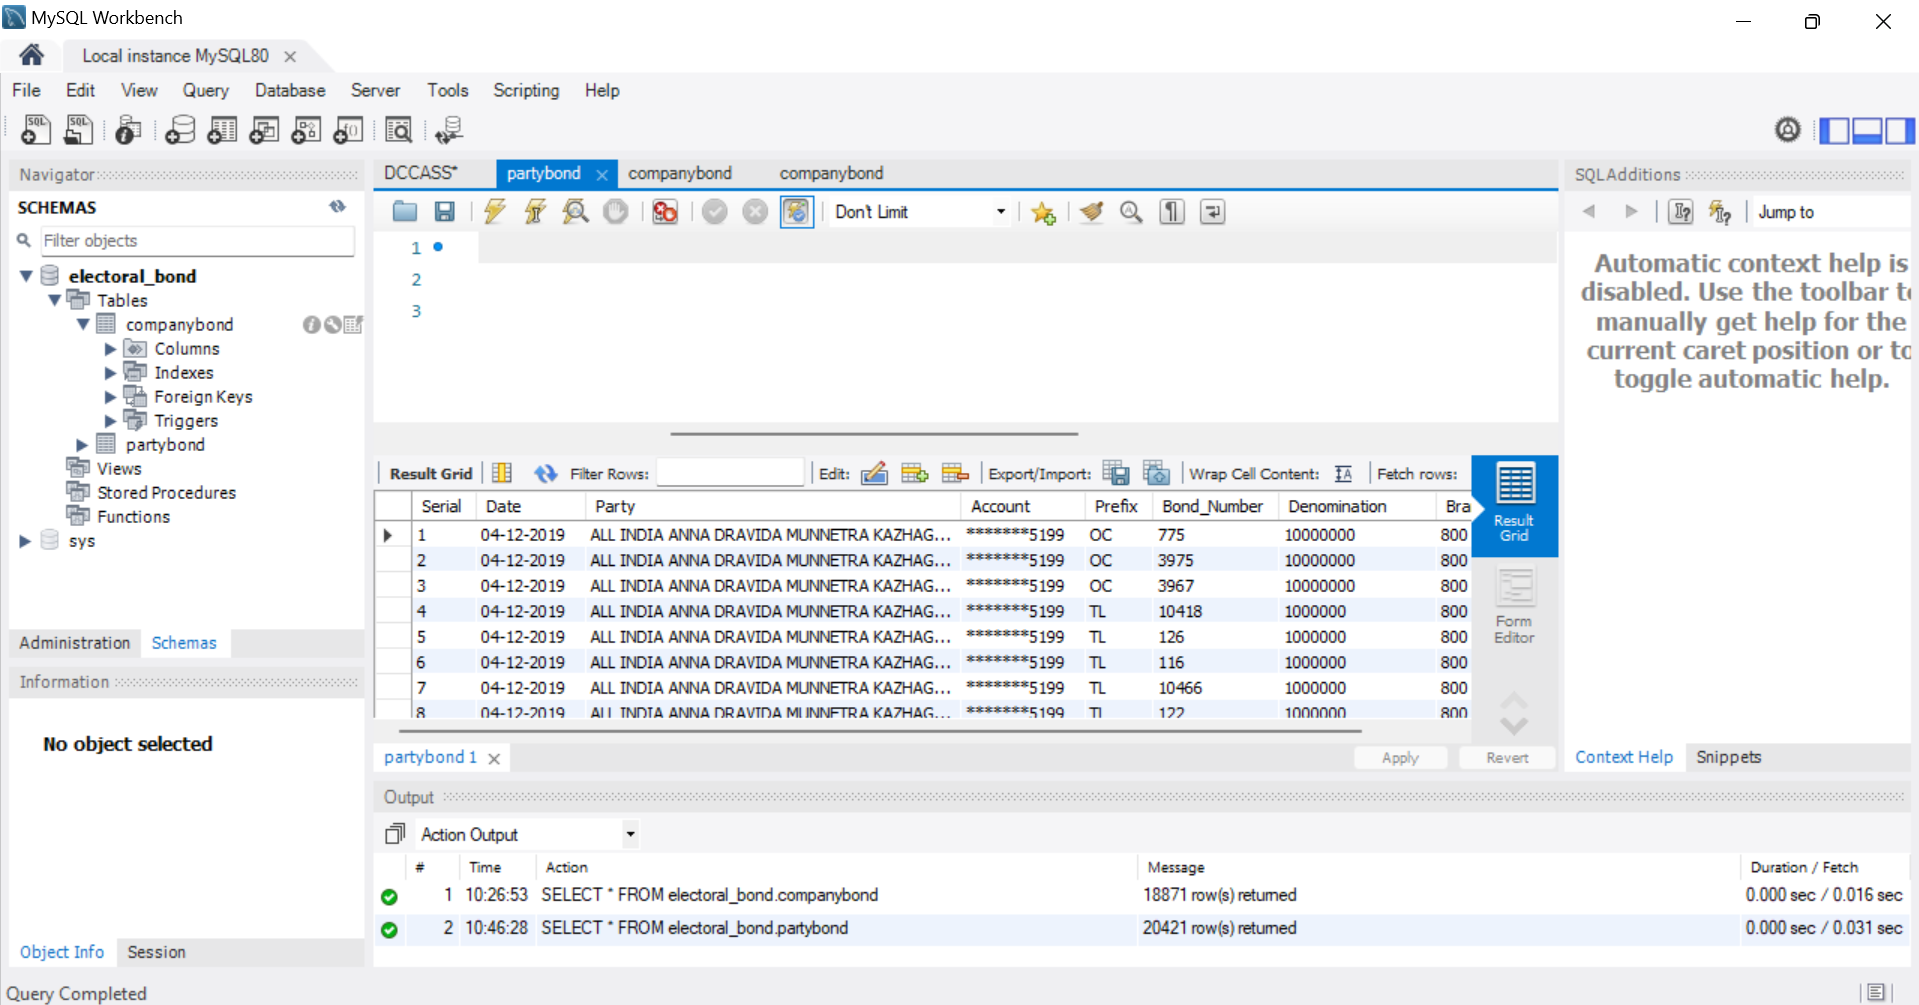 MySQL Workbench
Local instance MySQL80
File Edit View Query Database Server Tools Scripting Help
Navigator
SCHEMAS
Filter objects
electoral_bond
Tables
companybond
Columns
Indexes
Foreign Keys
Triggers
partybond
Views
Stored Procedures
Functions
sys
Administration Schemas
Information
No object selected
Object Info Session
DCCASS* partybond companybond companybond
Don't Limit
1
2
3
Result Grid Filter Rows: Edit: Export/Import: Wrap Cell Content: Fetch rows:
Serial Date Party Account Prefix Bond_Number Denomination Bra
1 04-12-2019 ALL INDIA ANNA DRAVIDA MUNNETRA KAZHAG... *******5199 OC 775 10000000 800
2 04-12-2019 ALL INDIA ANNA DRAVIDA MUNNETRA KAZHAG... *******5199 OC 3975 10000000 800
3 04-12-2019 ALL INDIA ANNA DRAVIDA MUNNETRA KAZHAG... *******5199 OC 3967 10000000 800
4 04-12-2019 ALL INDIA ANNA DRAVIDA MUNNETRA KAZHAG... *******5199 TL 10418 1000000 800
5 04-12-2019 ALL INDIA ANNA DRAVIDA MUNNETRA KAZHAG... *******5199 TL 126 1000000 800
6 04-12-2019 ALL INDIA ANNA DRAVIDA MUNNETRA KAZHAG... *******5199 TL 116 1000000 800
7 04-12-2019 ALL INDIA ANNA DRAVIDA MUNNETRA KAZHAG... *******5199 TL 10466 1000000 800
8 04-12-2019 ALL INDIA ANNA DRAVIDA MUNNETRA KAZHAG... *******5199 TL 122 1000000 800
Result
Grid
Form
Editor
partybond 1 Apply Revert
SQLAdditions
Jump to
Automatic context help is
disabled. Use the toolbar to
manually get help for the
current caret position or to
toggle automatic help.
Context Help Snippets
Output
Action Output
# Time Action Message Duration / Fetch
1 10:26:53 SELECT * FROM electoral_bond.companybond 18871 row(s) returned 0.000 sec / 0.016 sec
2 10:46:28 SELECT * FROM electoral_bond.partybond 20421 row(s) returned 0.000 sec / 0.031 sec
Query Completed